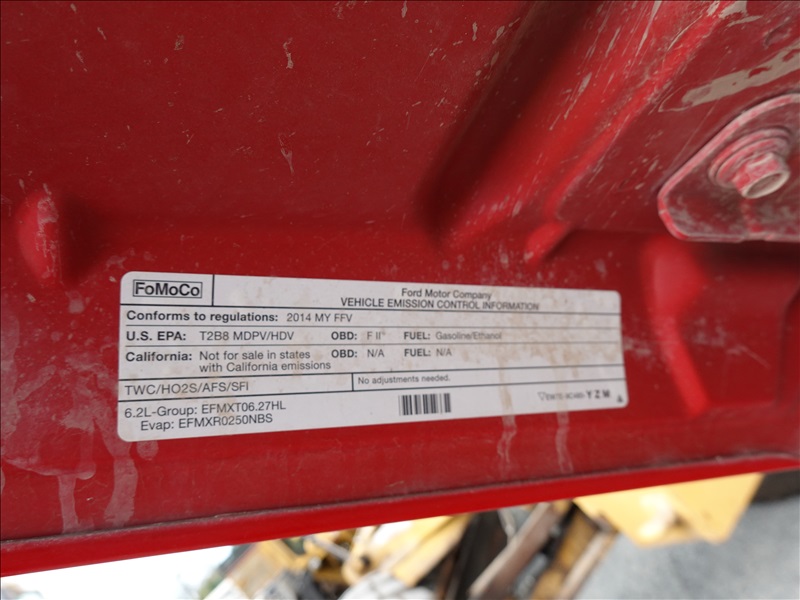 FoMoCo
Ford Motor Company
VEHICLE EMISSION CONTROL INFORMATION
Conforms to regulations: 2014 MY FFV
U.S. EPA: T2B8 MDPV/HDV OBD: F II FUEL: Gasoline/Ethanol
California: Not for sale in states with California emissions OBD: N/A FUEL: N/A
TWC/HO2S/AFS/SFI
No adjustments needed.
6.2L-Group: EFMXT06.27HL
Evap: EFMXR0250NBS
YZM